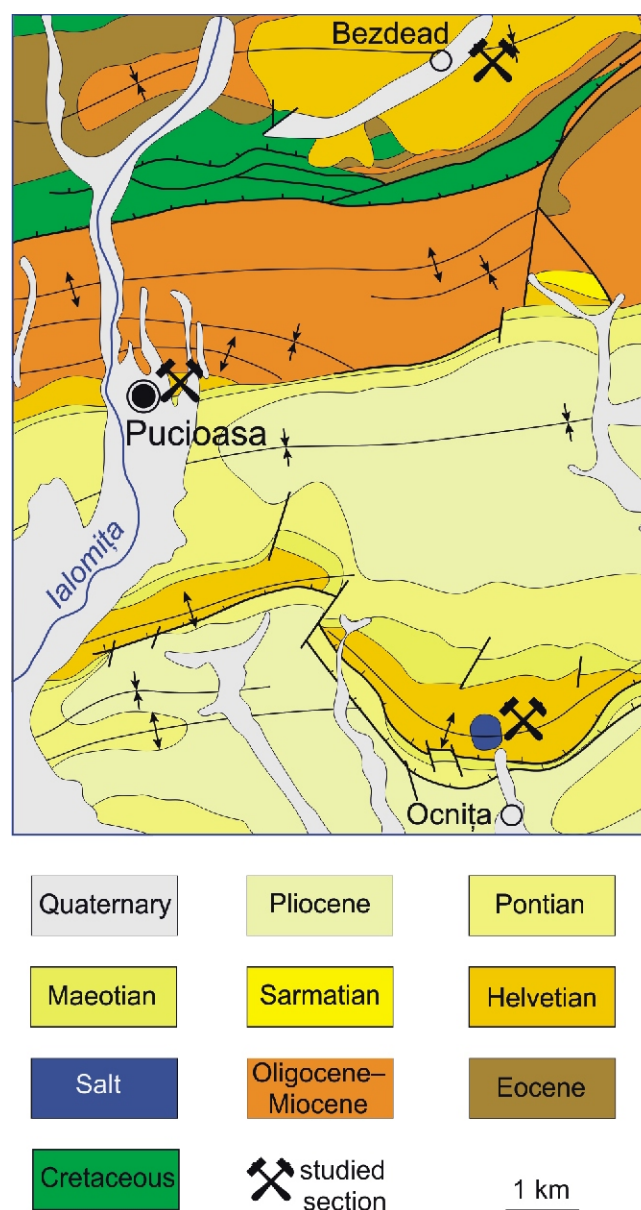 Bezdead
Pucioasa
Ialomița
Ocnița
Quaternary
Pliocene
Pontian
Maeotian
Sarmatian
Helvetian
Salt
Oligocene–
Miocene
Eocene
Cretaceous
studied
section
1 km